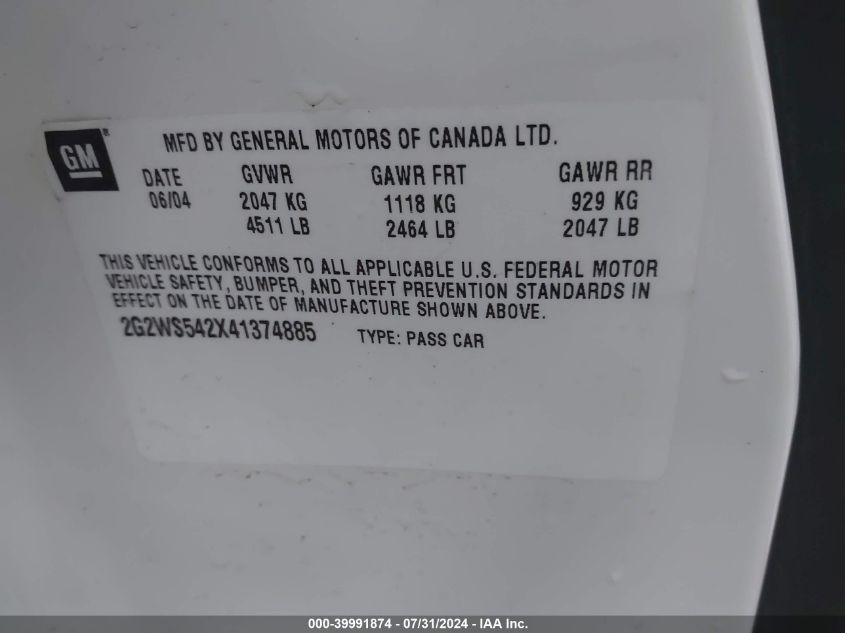 GM®
MFD BY GENERAL MOTORS OF CANADA LTD.
DATE GVWR GAWR FRT GAWR RR
06/04 2047 KG 1118 KG 929 KG
4511 LB 2464 LB 2047 LB
THIS VEHICLE CONFORMS TO ALL APPLICABLE U.S. FEDERAL MOTOR
VEHICLE SAFETY, BUMPER, AND THEFT PREVENTION STANDARDS IN
EFFECT ON THE DATE OF MANUFACTURE SHOWN ABOVE.
2G2WS542X41374885 TYPE: PASS CAR
000-39991874 - 07/31/2024 - IAA Inc.